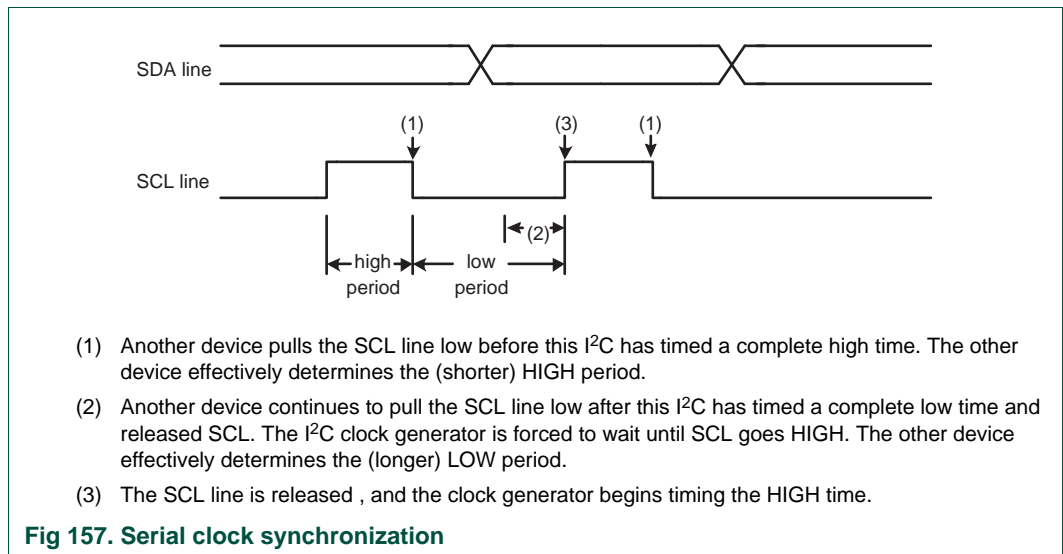 SDA line
(1) (3) (1)
SCL line
(2)
high low
period period
(1) Another device pulls the SCL line low before this I2C has timed a complete high time. The other
device effectively determines the (shorter) HIGH period.
(2) Another device continues to pull the SCL line low after this I2C has timed a complete low time and
released SCL. The I2C clock generator is forced to wait until SCL goes HIGH. The other device
effectively determines the (longer) LOW period.
(3) The SCL line is released , and the clock generator begins timing the HIGH time.
Fig 157. Serial clock synchronization